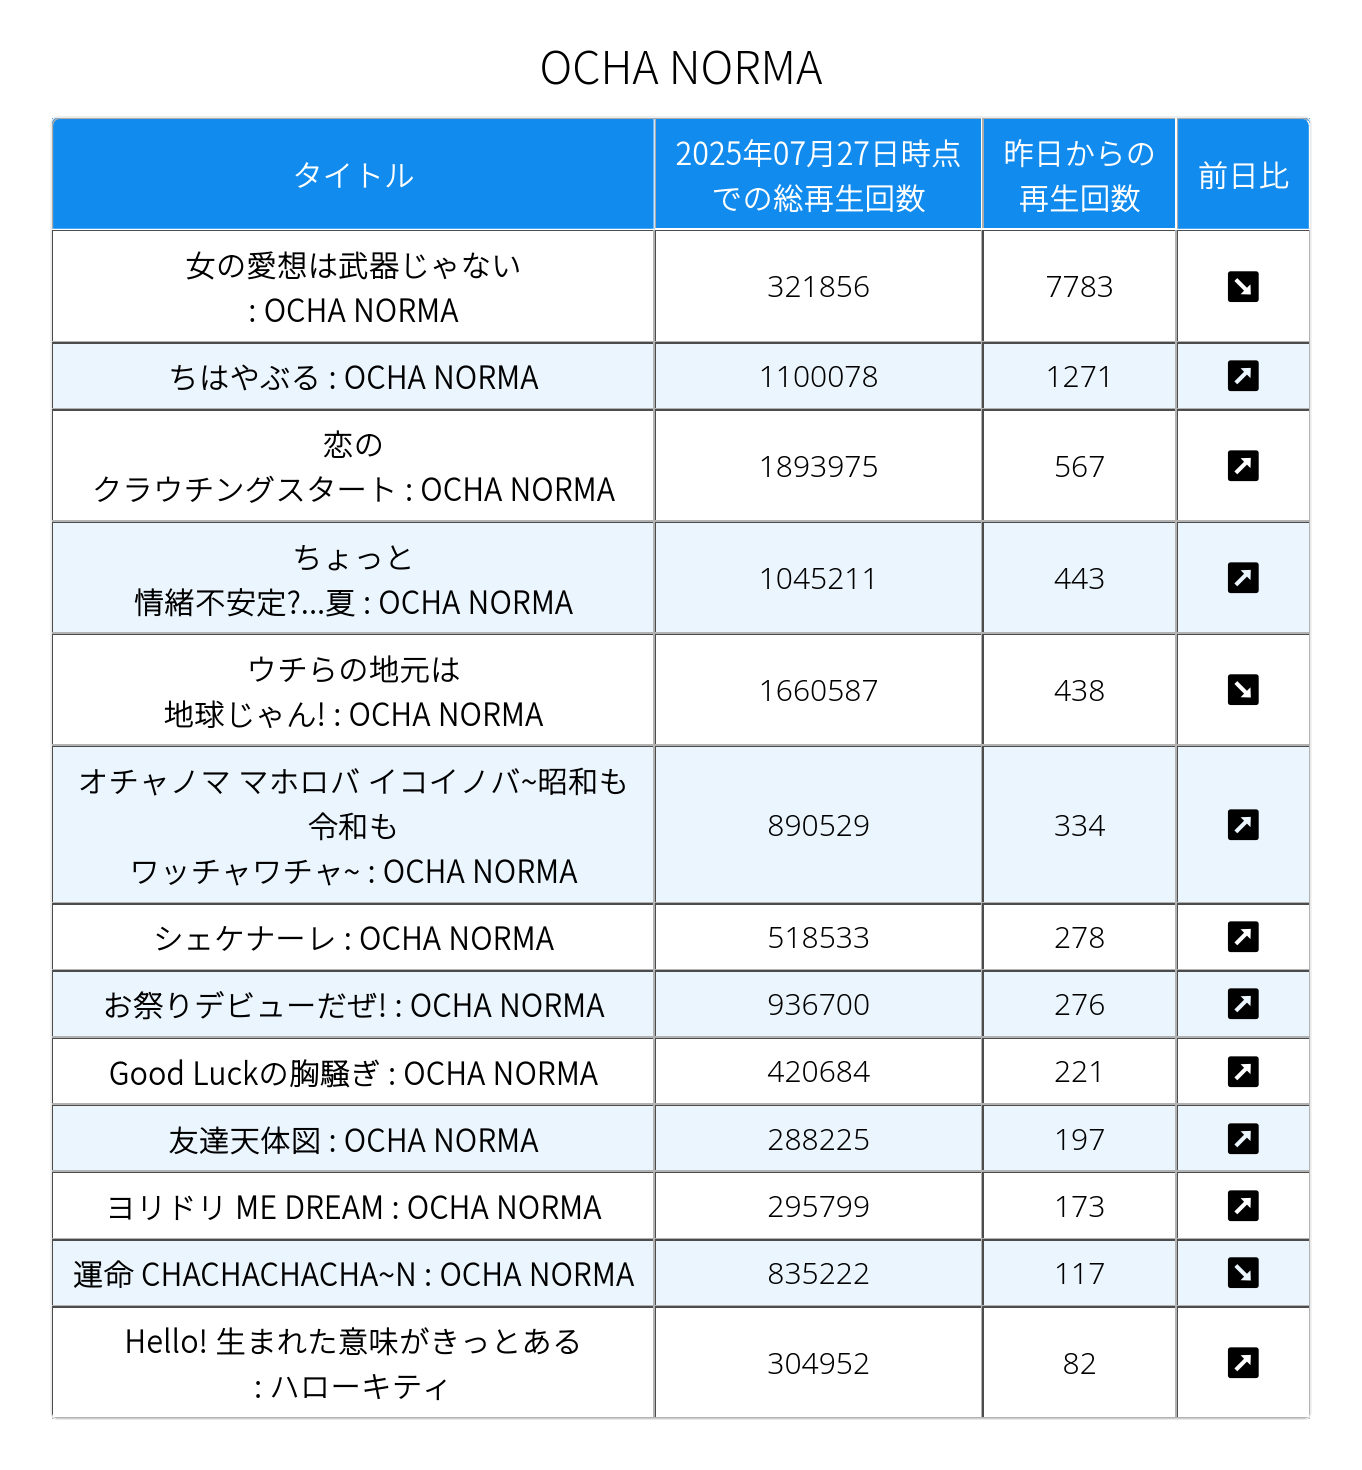 OCHA NORMA
タイトル
2025年07月27日時点
での総再生回数
昨日からの
再生回数
前日比
女の愛想は武器じゃない
: OCHA NORMA
321856
7783
ちはやぶる : OCHA NORMA
1100078
1271
恋の
クラウチングスタート : OCHA NORMA
1893975
567
ちょっと
情緒不安定?...夏 : OCHA NORMA
1045211
443
ウチらの地元は
地球じゃん! : OCHA NORMA
1660587
438
オチャノマ マホロバ イコイノバ~昭和も
令和も
ワッチャワチャ~ : OCHA NORMA
890529
334
シェケナーレ : OCHA NORMA
518533
278
お祭りデビューだぜ! : OCHA NORMA
936700
276
Good Luckの胸騒ぎ : OCHA NORMA
420684
221
友達天体図 : OCHA NORMA
288225
197
ヨリドリ ME DREAM : OCHA NORMA
295799
173
運命 CHACHACHACHA~N : OCHA NORMA
835222
117
Hello! 生まれた意味がきっとある
: ハローキティ
304952
82